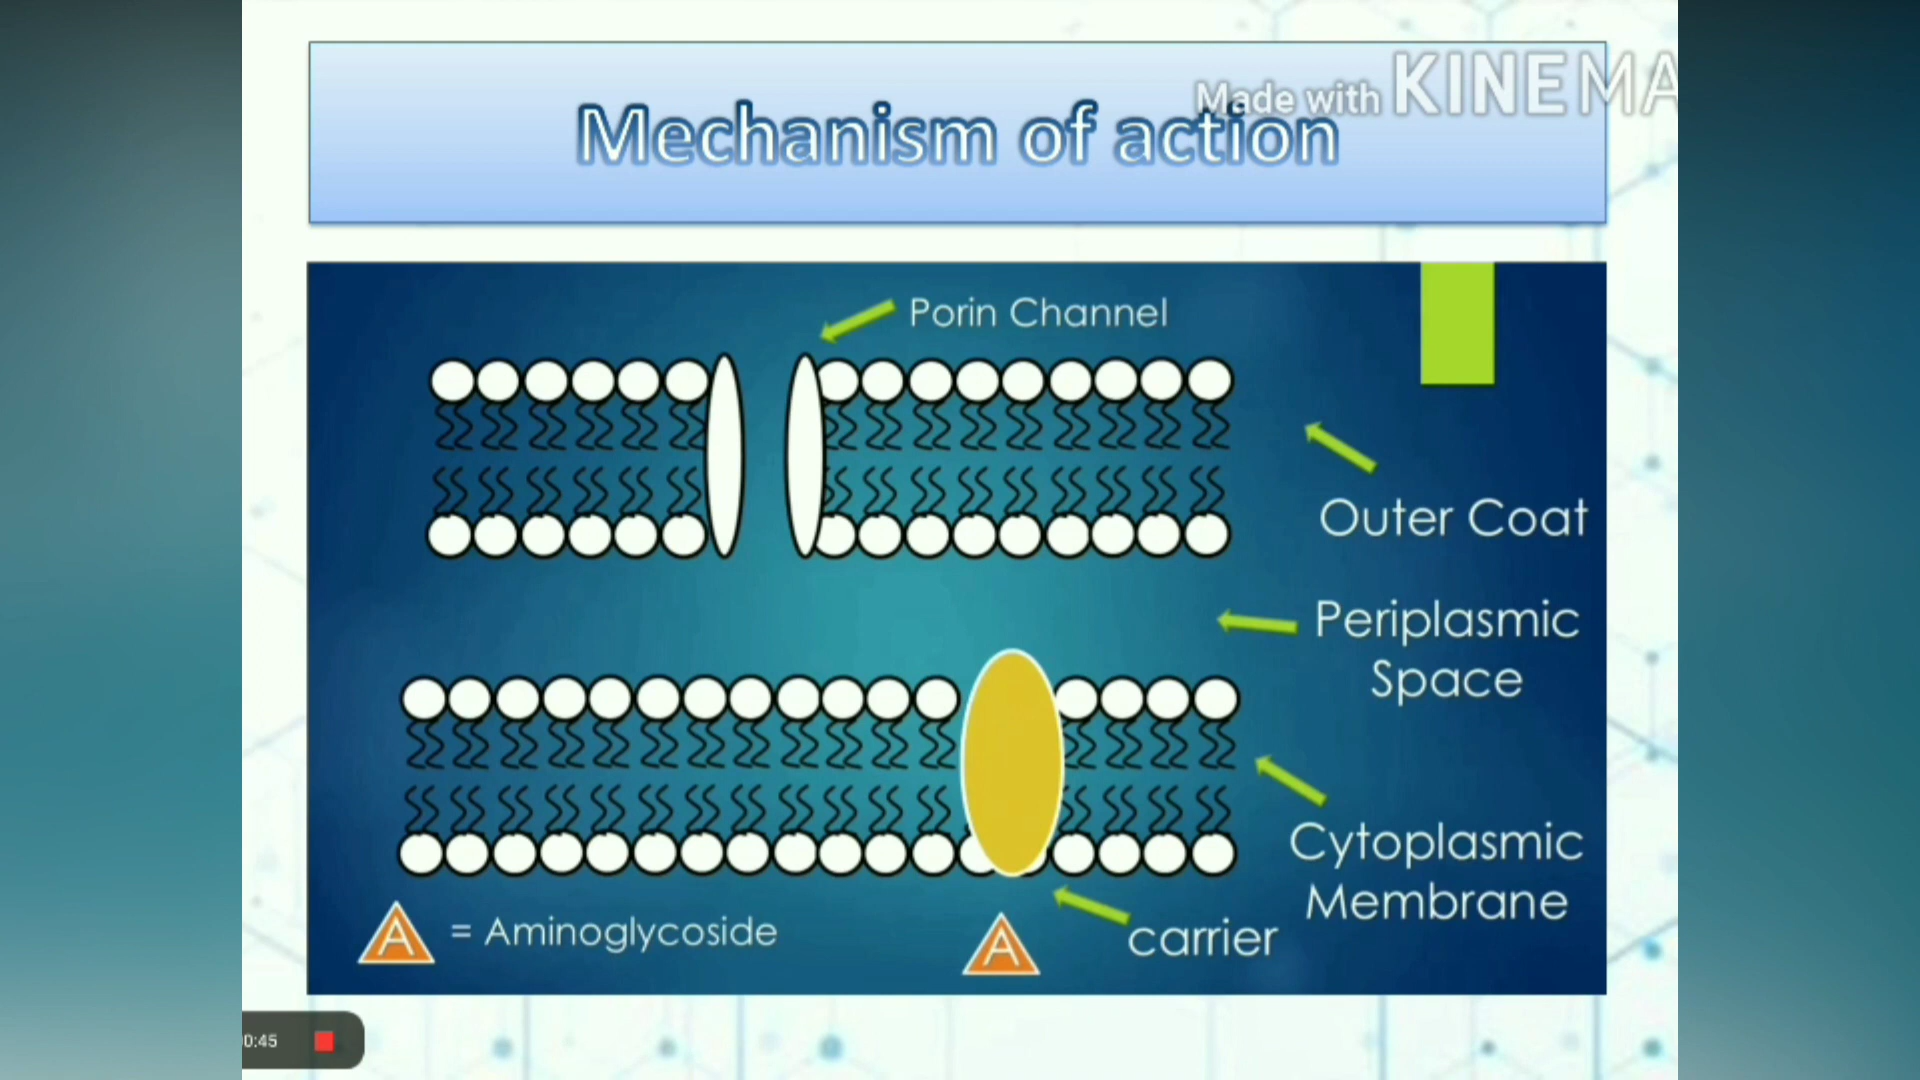 Made with KINEMA
Mechanism of action
Porin Channel
Outer Coat
Periplasmic
Space
Cytoplasmic
Membrane
A = Aminoglycoside
A
carrier
0:45